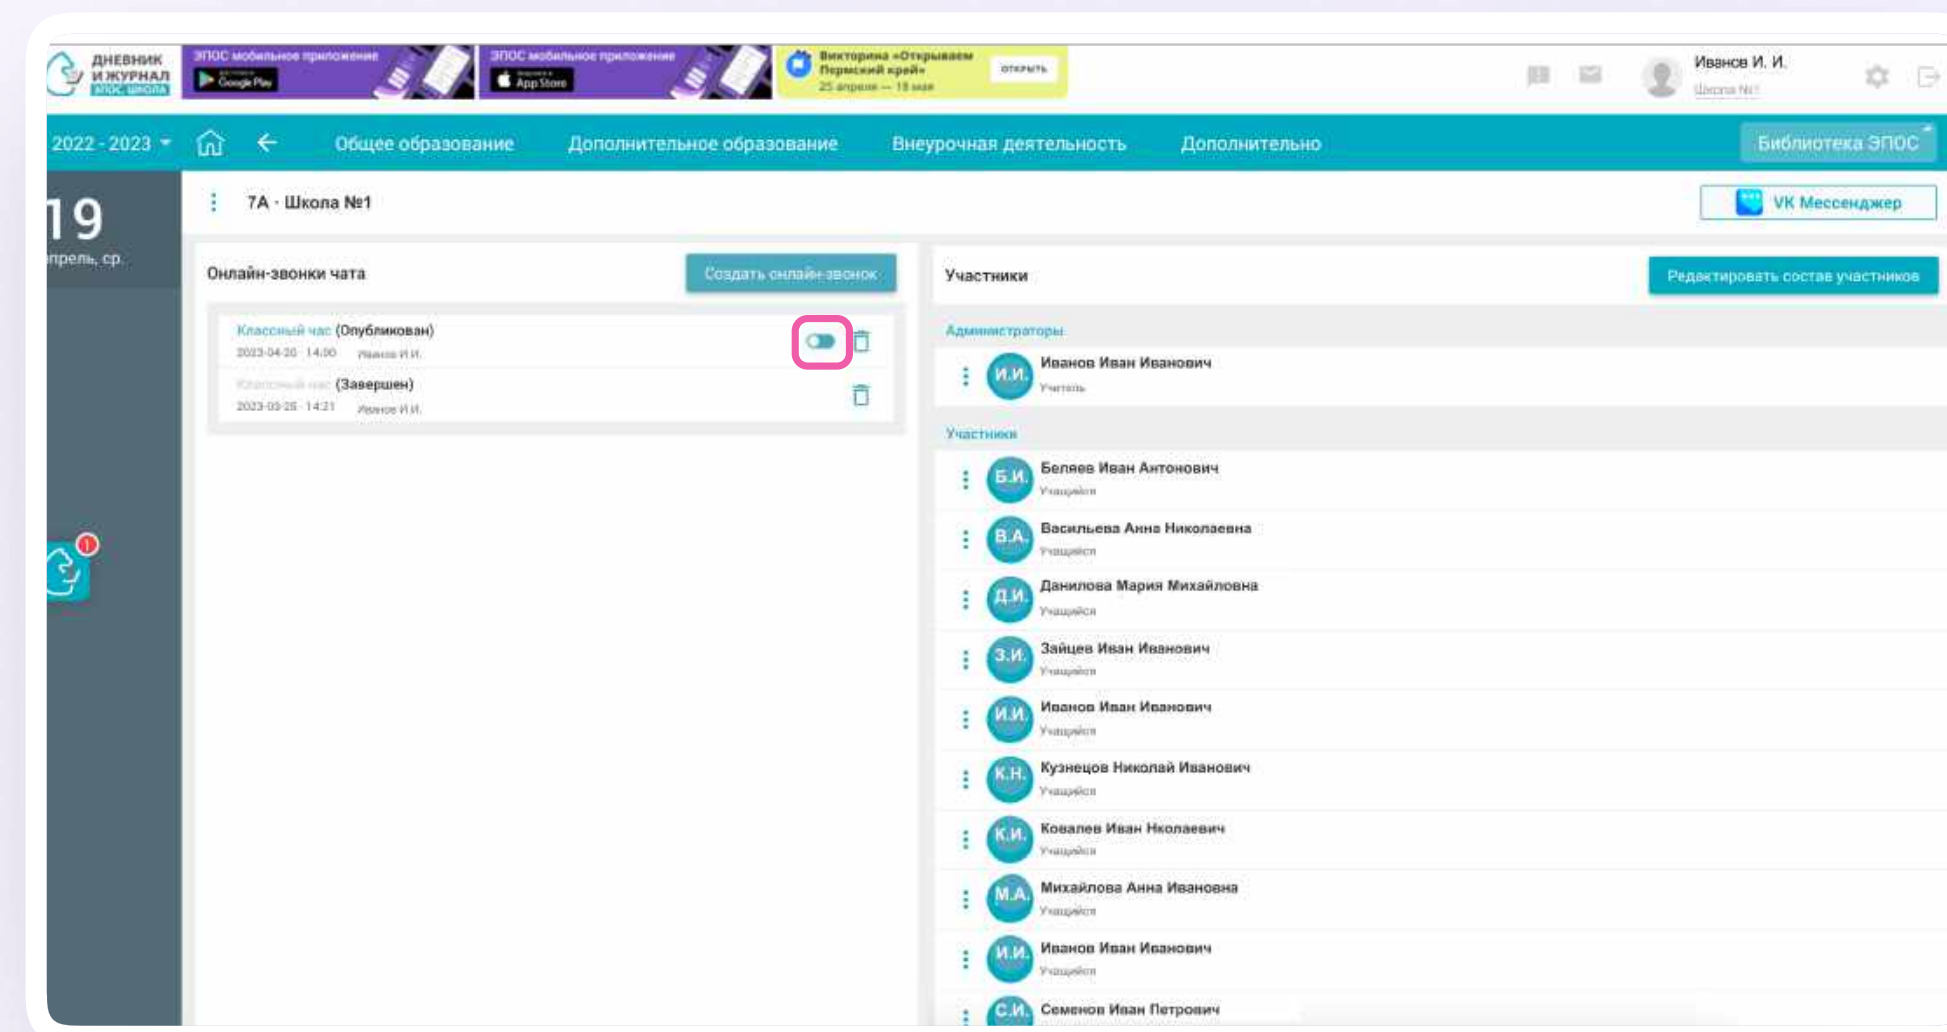 ДНЕВНИК
И ЖУРНАЛ
ЭПОС.ШКОЛА
ЭПОС мобильное приложение
Google Play
ЭПОС мобильное приложение
App Store
Викторина «Открываем
Пермский край»
25 апреля — 18 мая
ОТКРЫТЬ
Иванов И. И.
Школа №1
2022 - 2023
Общее образование
Дополнительное образование
Внеурочная деятельность
Дополнительно
Библиотека ЭПОС
19
апрель, ср.
7А · Школа №1
VK Мессенджер
Онлайн-звонки чата
Создать онлайн-звонок
Классный час (Опубликован)
2023-04-20 · 14:00 Иванов И.И.
Классный час (Завершен)
14:21 Иванов И.И.
1
Участники
Редактировать состав участников
Администраторы
И.И.
Иванов Иван Иванович
Учитель
Участники
Б.И.
Беляев Иван Антонович
Учащийся
В.А.
Васильева Анна Николаевна
Учащийся
Д.И.
Данилова Мария Михайловна
Учащийся
З.И.
Зайцев Иван Иванович
Учащийся
И.И.
Иванов Иван Иванович
Учащийся
К.Н.
Кузнецов Николай Иванович
Учащийся
К.И.
Ковалев Иван Нколаевич
Учащийся
М.А.
Михайлова Анна Ивановна
Учащийся
И.И.
Иванов Иван Иванович
Учащийся
С.И.
Семенов Иван Петрович